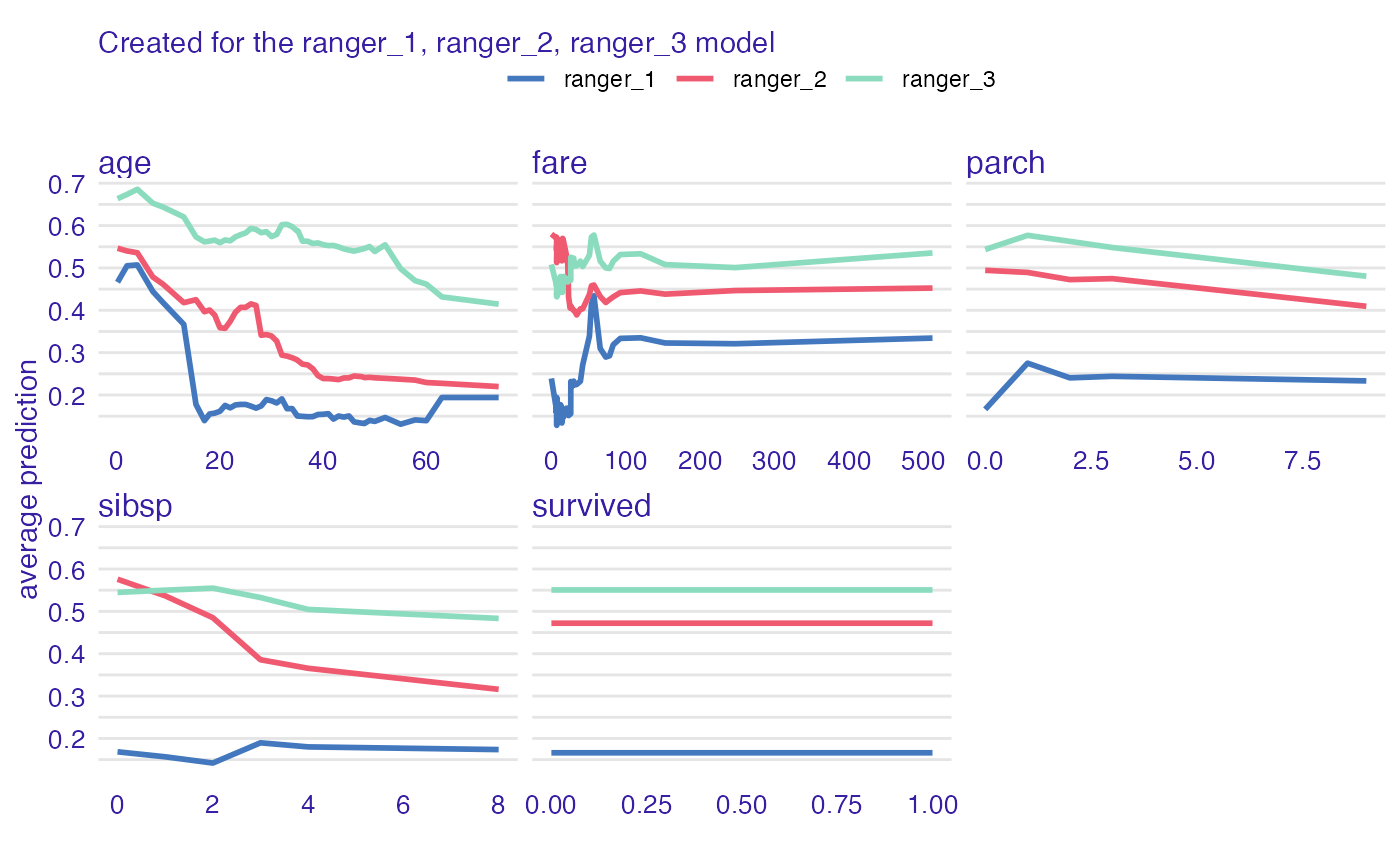 Created for the ranger_1, ranger_2, ranger_3 model
ranger_1 ranger_2 ranger_3
age fare parch
0.7
0.6
0.5
0.4
0.3
0.2
0 20 40 60 0 100 200 300 400 500 0.0 2.5 5.0 7.5
average prediction
sibsp survived
0.7
0.6
0.5
0.4
0.3
0.2
0 2 4 6 8 0.00 0.25 0.50 0.75 1.00